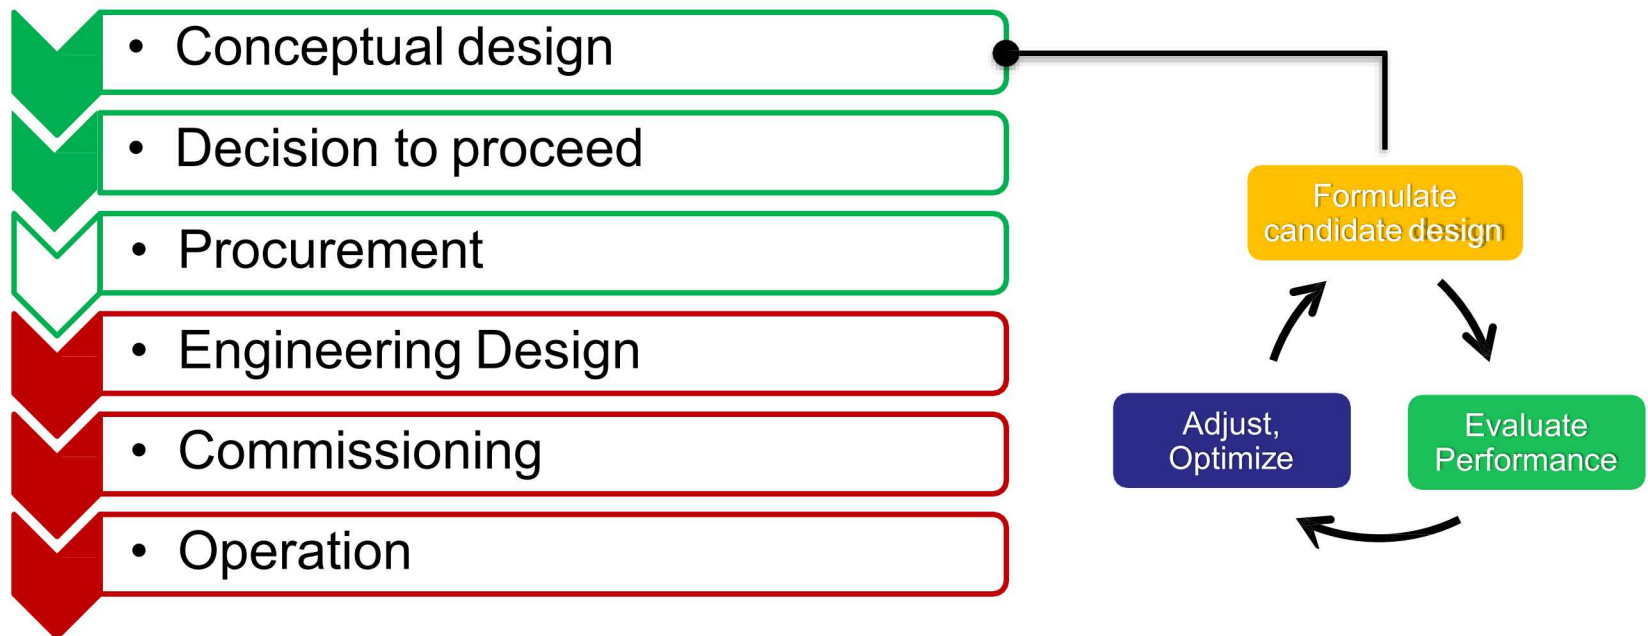 • Conceptual design
• Decision to proceed
• Procurement
• Engineering Design
• Commissioning
• Operation
Formulate
candidate design
Adjust,
Optimize
Evaluate
Performance